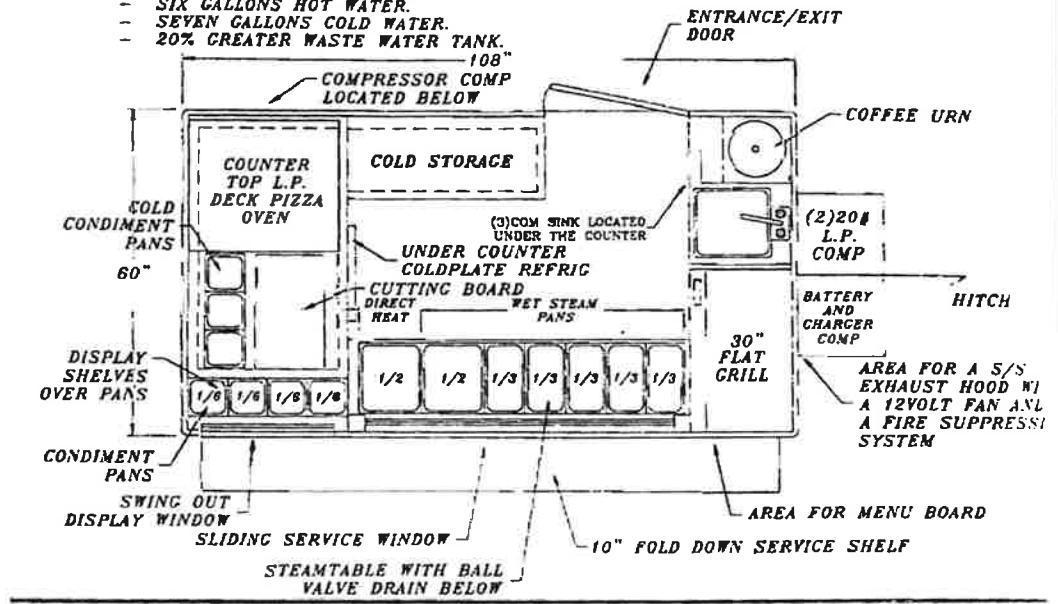 - SIX GALLONS HOT WATER.
- SEVEN GALLONS COLD WATER.
- 20% GREATER WASTE WATER TANK.
108"
ENTRANCE/EXIT
DOOR
COMPRESSOR COMP
LOCATED BELOW
COFFEE URN
COUNTER
TOP L.P.
DECK PIZZA
OVEN
COLD STORAGE
COLD
CONDIMENT
PANS
60"
(3)COM SINK LOCATED
UNDER THE COUNTER
(2)20#
L.P.
COMP
UNDER COUNTER
COLDPLATE REFRIG
CUTTING BOARD
DIRECT
HEAT
WET STEAM
PANS
HITCH
BATTERY
AND
CHARGER
COMP
30"
FLAT
GRILL
DISPLAY
SHELVES
OVER PANS
1/6 1/6 1/6 1/6
1/2 1/2 1/3 1/3 1/3 1/3 1/3
AREA FOR A S/S
EXHAUST HOOD
A 12VOLT FAN
A FIRE
SYSTEM
CONDIMENT
PANS
SWING OUT
DISPLAY WINDOW
SLIDING SERVICE WINDOW
AREA FOR MENU BOARD
10" FOLD DOWN SERVICE SHELF
STEAMTABLE WITH BALL
VALVE DRAIN BELOW